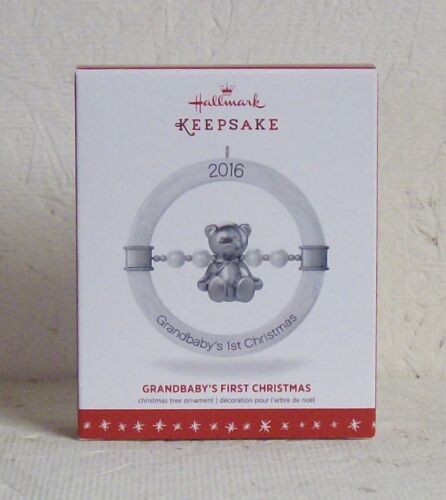 Hallmark
KEEPSAKE
2016
Grandbaby's 1st Christmas
GRANDBABY'S FIRST CHRISTMAS
christmas tree ornament | décoration pour l'arbre de noël